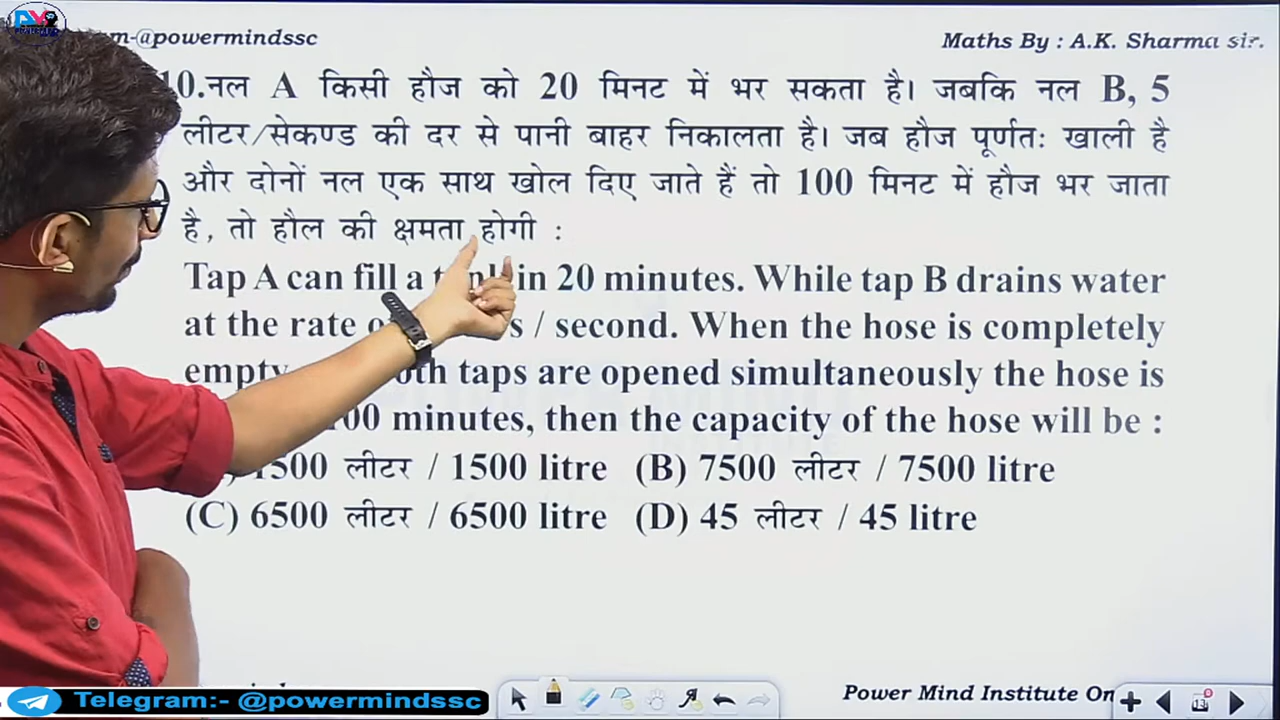 m-@powermindssc
Maths By : A.K. Sharma sir.
10.नल A किसी हौज को 20 मिनट में भर सकता है। जबकि नल B, 5
लीटर/सेकण्ड की दर से पानी बाहर निकालता है। जब हौज पूर्णतः खाली है
और दोनों नल एक साथ खोल दिए जाते हैं तो 100 मिनट में हौज भर जाता
है, तो हौल की क्षमता होगी :
Tap A can fill a in 20 minutes. While tap B drains water
at the rate / second. When the hose is completely
empty taps are opened simultaneously the hose is
minutes, then the capacity of the hose will be :
1500 लीटर / 1500 litre (B) 7500 लीटर / 7500 litre
(C) 6500 लीटर / 6500 litre (D) 45 लीटर / 45 litre
Telegram:- @powermindssc
Power Mind Institute On
13